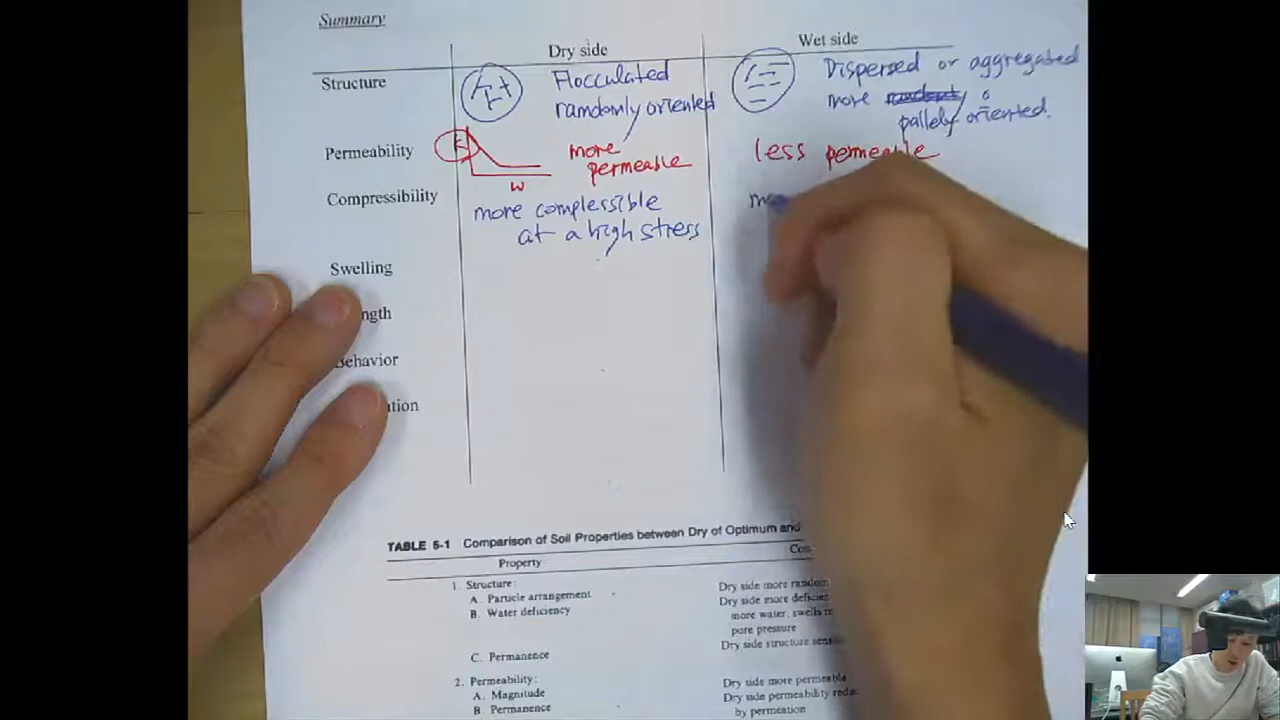 Summary
Dry side
Wet side
Structure
Flocculated
randomly oriented
Dispersed or aggregated
more
pallely oriented.
Permeability
k
w
more
permeable
less permeable
Compressibility
more complessible
at a high stress
Swelling
ngth
Behavior
tion
TABLE 5-1 Comparison of Soil Properties between Dry of Optimum and
Property
1. Structure:
A. Particle arrangement
B. Water deficiency
C. Permanence
2. Permeability:
A. Magnitude
B. Permanence
Dry side more random
Dry side more deficien
more water, swells m
pore pressure
Dry side structure sens
Dry side more permeable
Dry side permeability redu
by permeation